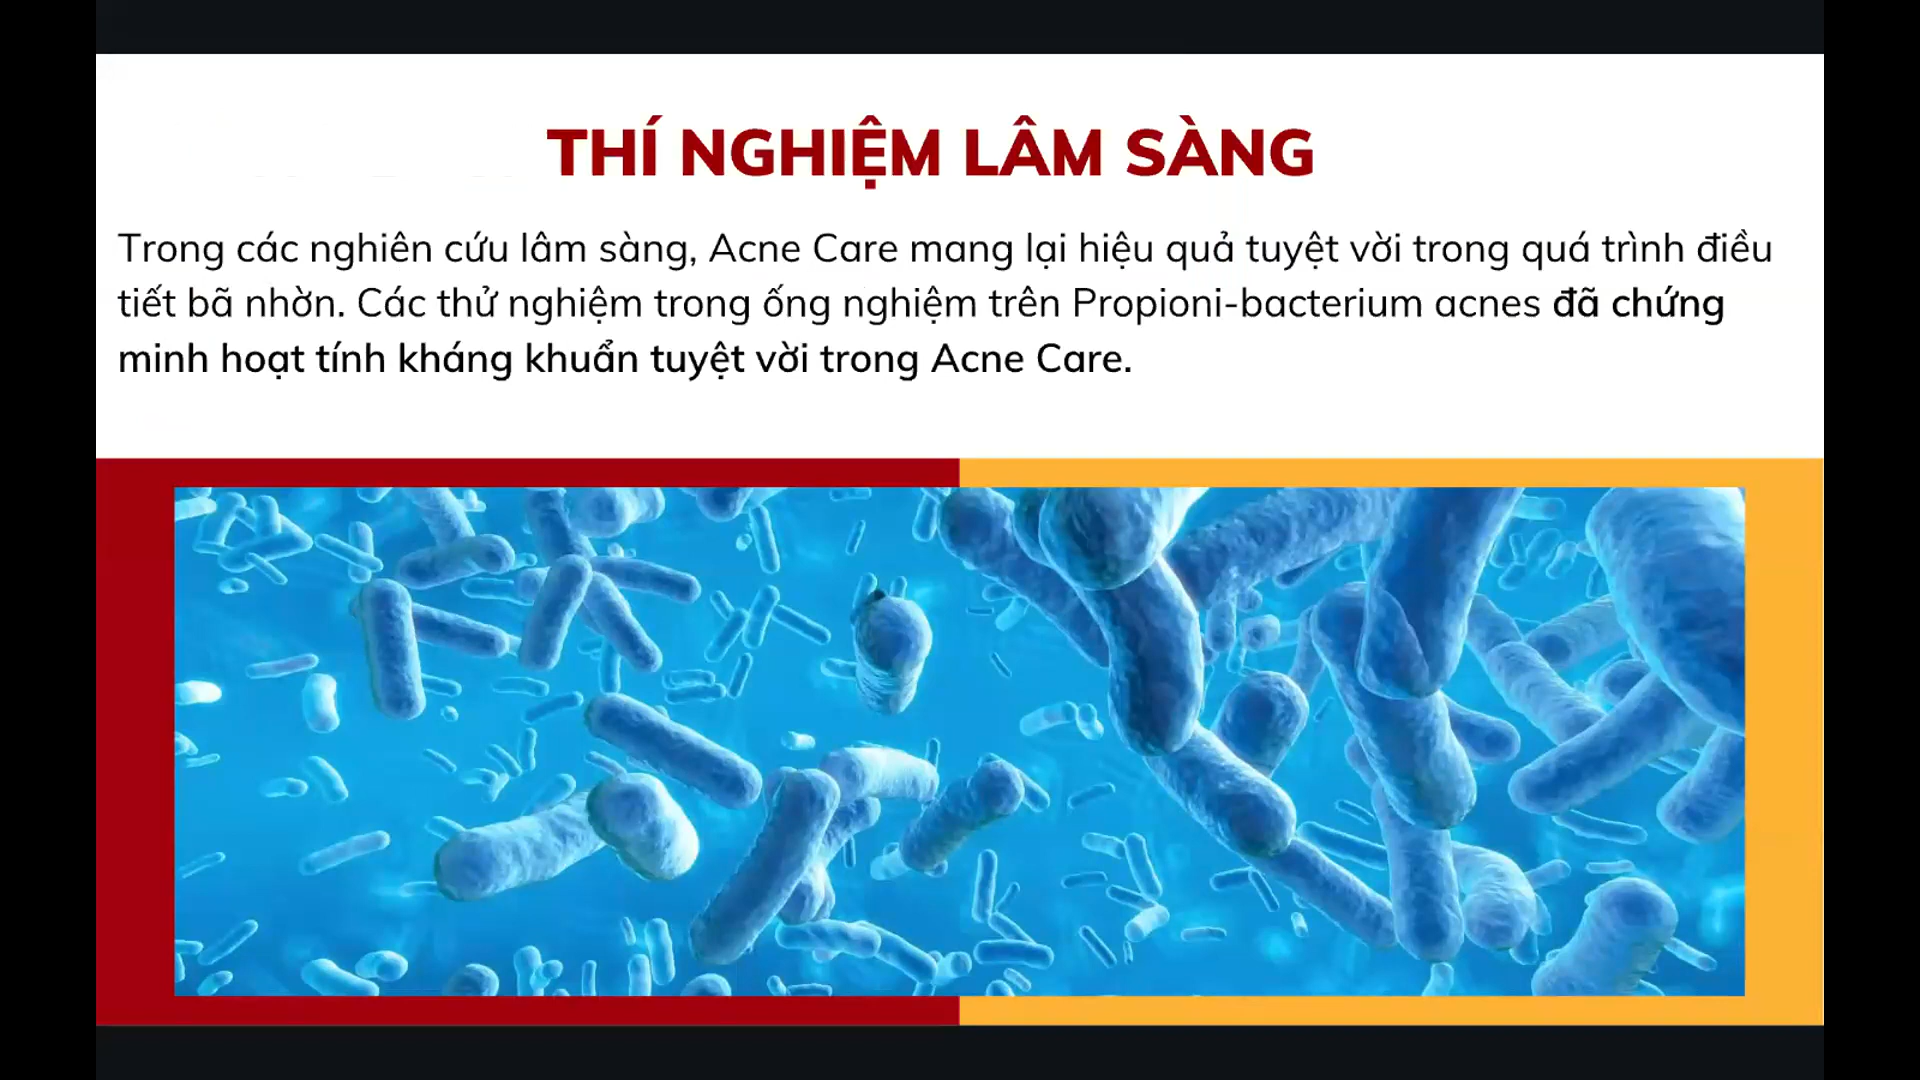 THÍ NGHIỆM LÂM SÀNG
Trong các nghiên cứu lâm sàng, Acne Care mang lại hiệu quả tuyệt vời trong quá trình điều
tiết bã nhờn. Các thử nghiệm trong ống nghiệm trên Propioni-bacterium acnes đã chứng
minh hoạt tính kháng khuẩn tuyệt vời trong Acne Care.